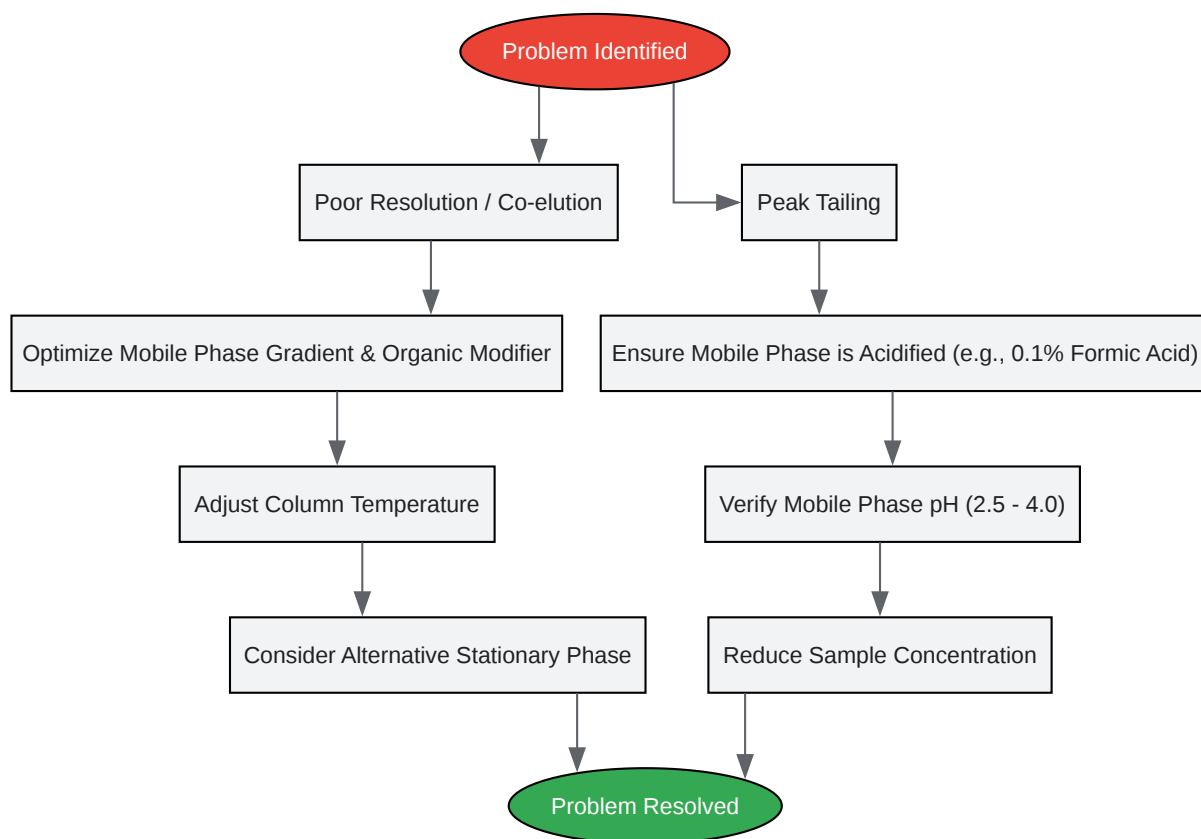 Problem Identified
Poor Resolution / Co-elution
Peak Tailing
Optimize Mobile Phase Gradient & Organic Modifier
Ensure Mobile Phase is Acidified (e.g., 0.1% Formic Acid)
Adjust Column Temperature
Verify Mobile Phase pH (2.5 - 4.0)
Consider Alternative Stationary Phase
Reduce Sample Concentration
Problem Resolved